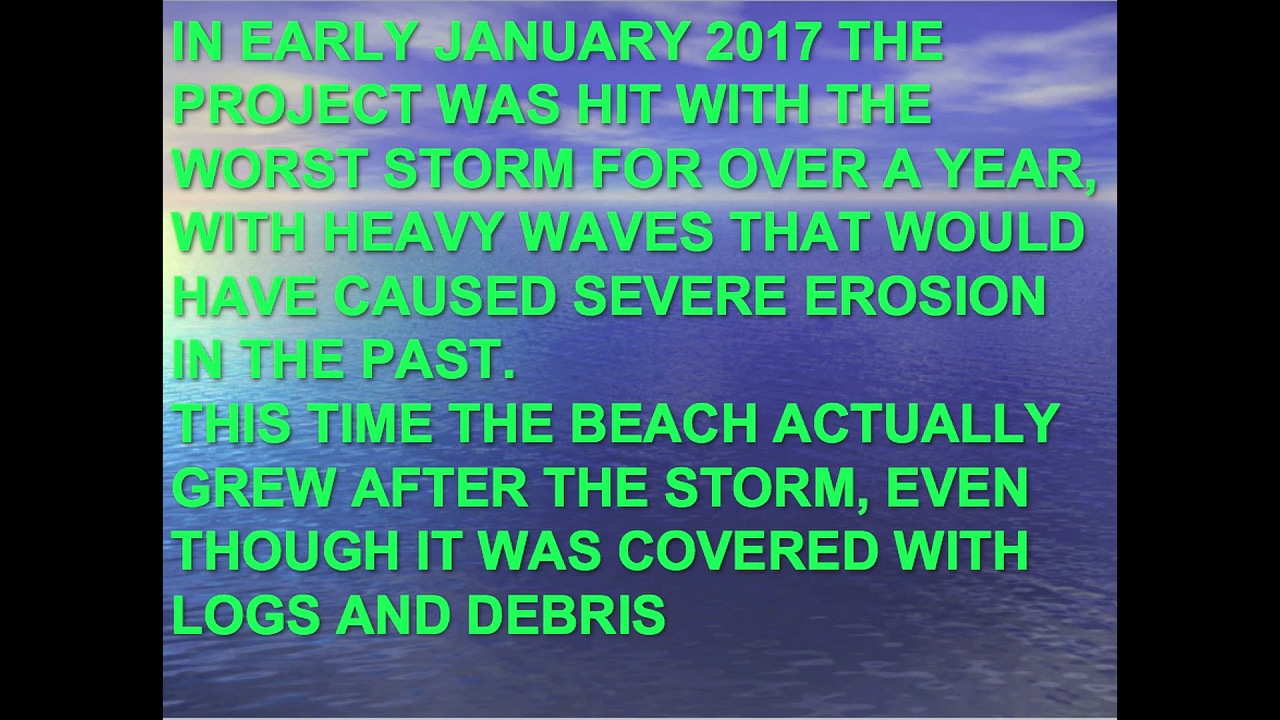 IN EARLY JANUARY 2017 THE
PROJECT WAS HIT WITH THE
WORST STORM FOR OVER A YEAR,
WITH HEAVY WAVES THAT WOULD
HAVE CAUSED SEVERE EROSION
IN THE PAST.
THIS TIME THE BEACH ACTUALLY
GREW AFTER THE STORM, EVEN
THOUGH IT WAS COVERED WITH
LOGS AND DEBRIS